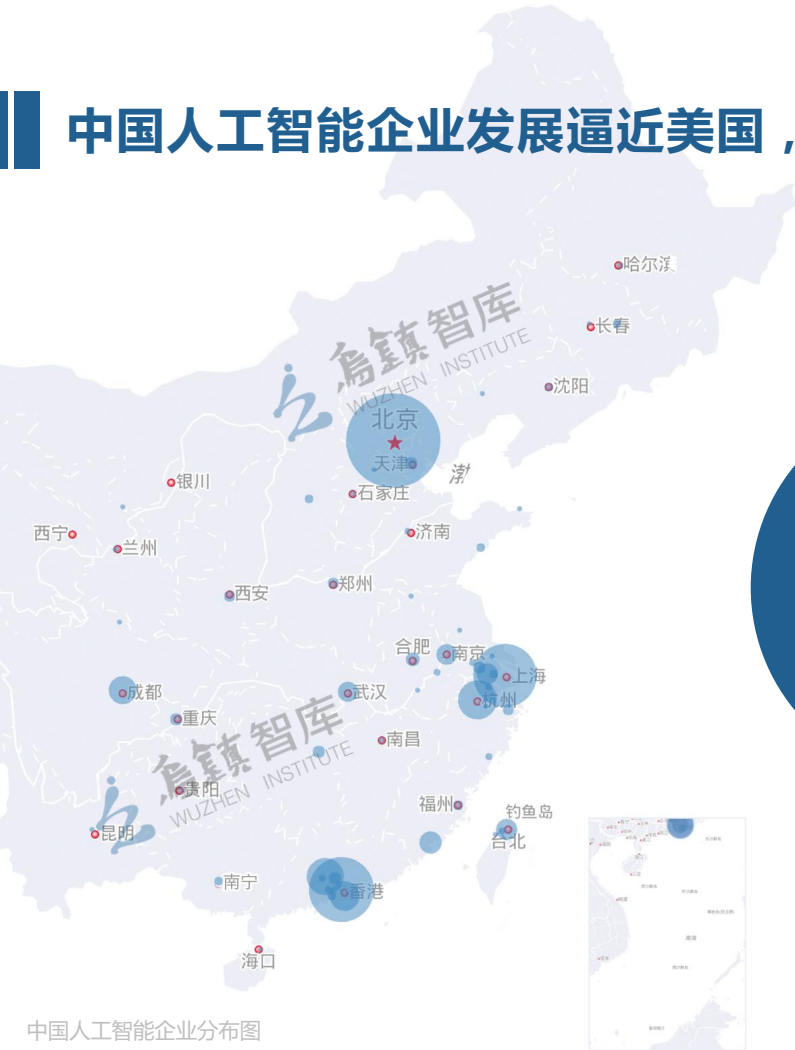 中国人工智能企业发展逼近美国，
哈尔滨
长春
沈阳
乌镇智库
WUZHEN INSTITUTE
北京
天津
渤
银川
石家庄
西宁
兰州
济南
西安
郑州
合肥
南京
上海
成都
武汉
杭州
重庆
乌镇智库
WUZHEN INSTITUTE
南昌
贵阳
福州
钓鱼岛
台北
昆明
南宁
香港
海口
南海
中国人工智能企业分布图